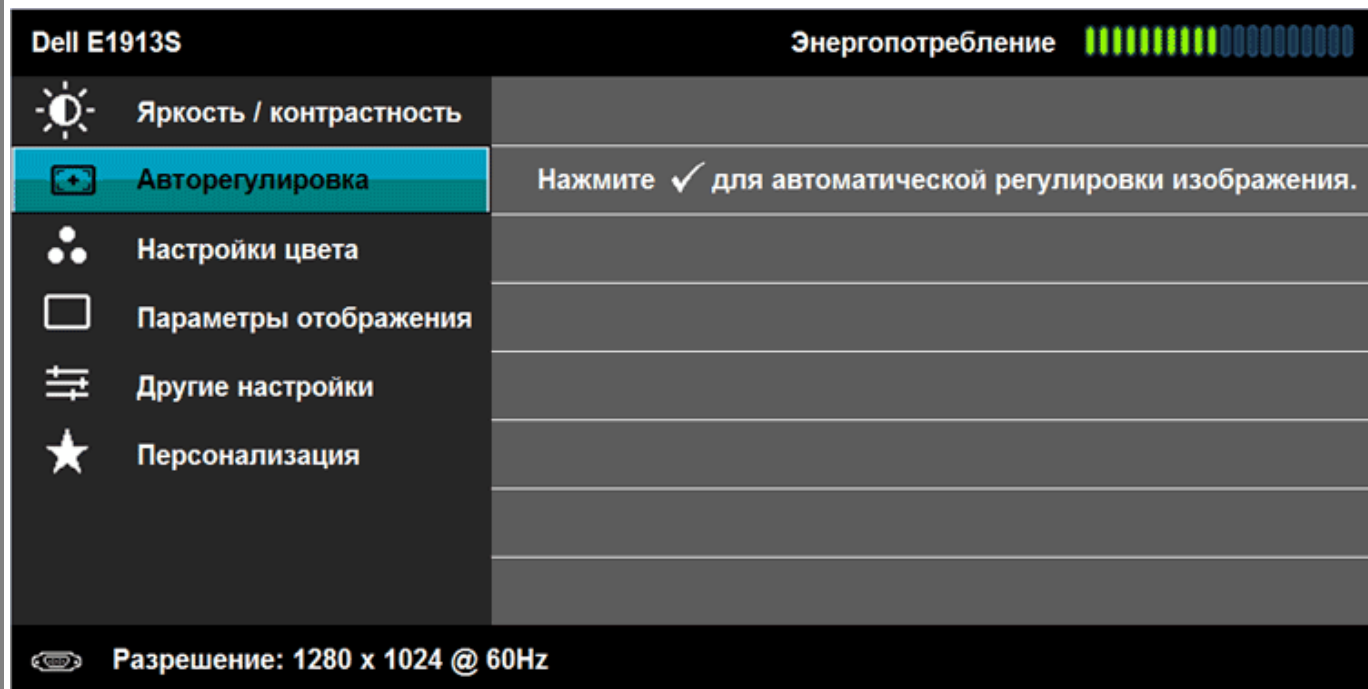 Dell E1913S Энергопотребление
Яркость / контрастность
Авторегулировка Нажмите ✓ для автоматической регулировки изображения.
Настройки цвета
Параметры отображения
Другие настройки
Персонализация
Разрешение: 1280 x 1024 @ 60Hz